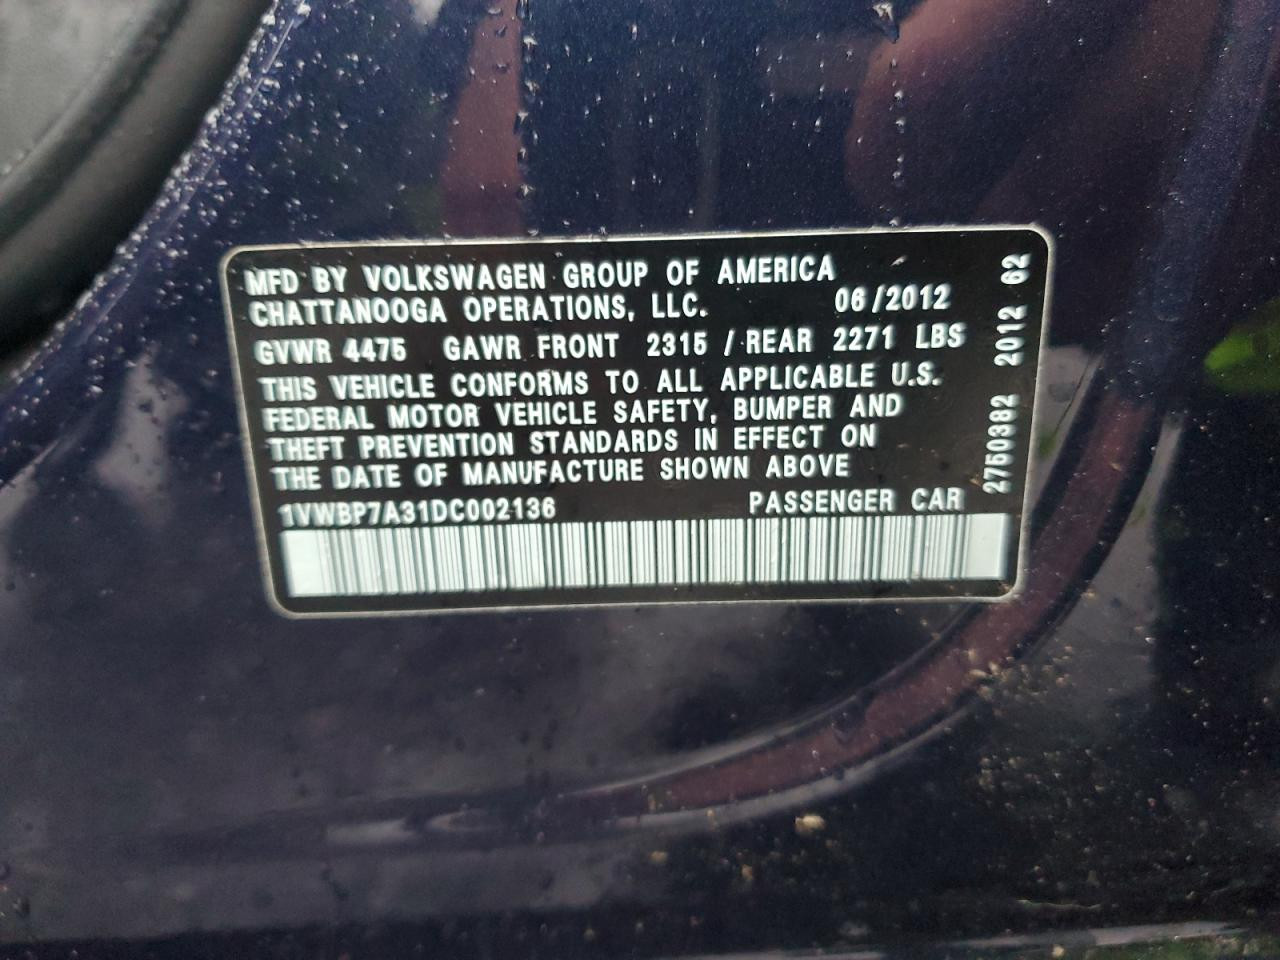 MFD BY VOLKSWAGEN GROUP OF AMERICA
CHATTANOOGA OPERATIONS, LLC. 06/2012
GVWR 4475 GAWR FRONT 2315 / REAR 2271 LBS
THIS VEHICLE CONFORMS TO ALL APPLICABLE U.S.
FEDERAL MOTOR VEHICLE SAFETY, BUMPER AND
THEFT PREVENTION STANDARDS IN EFFECT ON
THE DATE OF MANUFACTURE SHOWN ABOVE
1VWBP7A31DC002136 PASSENGER CAR
2750382 2012 62